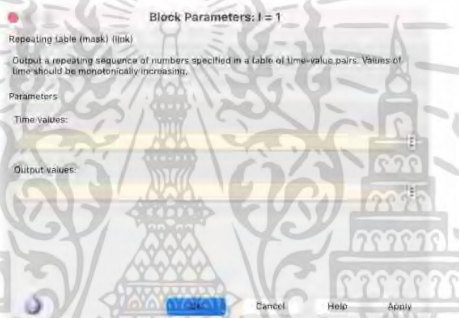 Block Parameters: I = 1
Repeating table (mask) (link)
Output a repeating sequence of numbers specified in a table of time-value pairs. Values of
time should be monotonically increasing.
Parameters
Time values:
Output values:
Cancel Help Apply